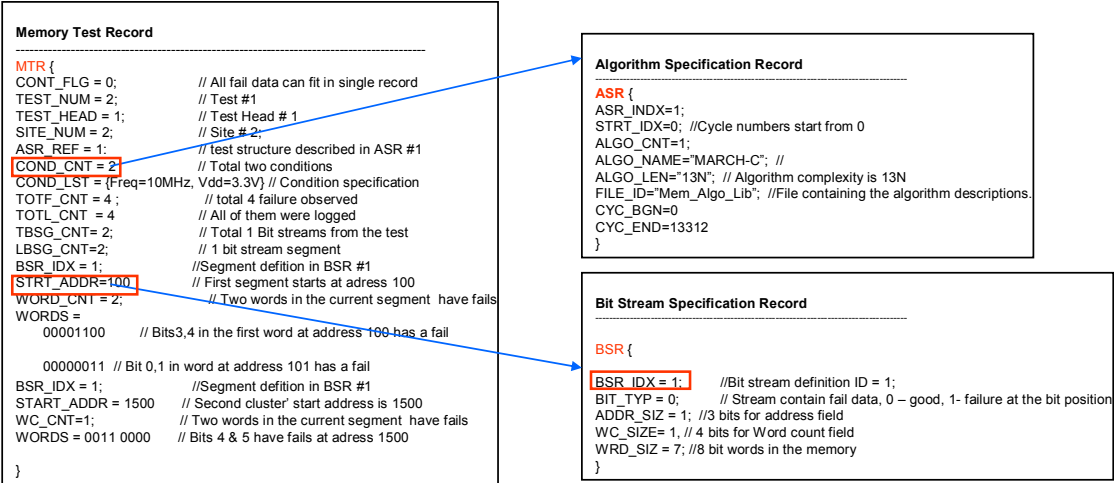 Memory Test Record
MTR {
CONT_FLG = 0; // All fail data can fit in single record
TEST_NUM = 2; // Test #1
TEST_HEAD = 1; // Test Head # 1
SITE_NUM = 2; // Site # 2;
ASR_REF = 1: // test structure described in ASR #1
COND_CNT = 2 // Total two conditions
COND_LST = {Freq=10MHz, Vdd=3.3V} // Condition specification
TOTF_CNT = 4 ; // total 4 failure observed
TOTL_CNT = 4 // All of them were logged
TBSG_CNT= 2; // Total 1 Bit streams from the test
LBSG_CNT=2; // 1 bit stream segment
BSR_IDX = 1; //Segment defition in BSR #1
STRT_ADDR=100 // First segment starts at adress 100
WORD_CNT = 2; // Two words in the current segment have fails
WORDS =
00001100 // Bits3,4 in the first word at address 100 has a fail
00000011 // Bit 0,1 in word at address 101 has a fail
BSR_IDX = 1; //Segment defition in BSR #1
START_ADDR = 1500 // Second cluster' start address is 1500
WC_CNT=1; // Two words in the current segment have fails
WORDS = 0011 0000 // Bits 4 & 5 have fails at adress 1500
}
Algorithm Specification Record
ASR {
ASR_INDX=1;
STRT_IDX=0; //Cycle numbers start from 0
ALGO_CNT=1;
ALGO_NAME="MARCH-C"; //
ALGO_LEN="13N"; // Algorithm complexity is 13N
FILE_ID="Mem_Algo_Lib"; //File containing the algorithm descriptions.
CYC_BGN=0
CYC_END=13312
}
Bit Stream Specification Record
BSR {
BSR_IDX = 1; //Bit stream definition ID = 1;
BIT_TYP = 0; // Stream contain fail data, 0 – good, 1- failure at the bit position
ADDR_SIZ = 1; //3 bits for address field
WC_SIZE= 1, // 4 bits for Word count field
WRD_SIZ = 7; //8 bit words in the memory
}